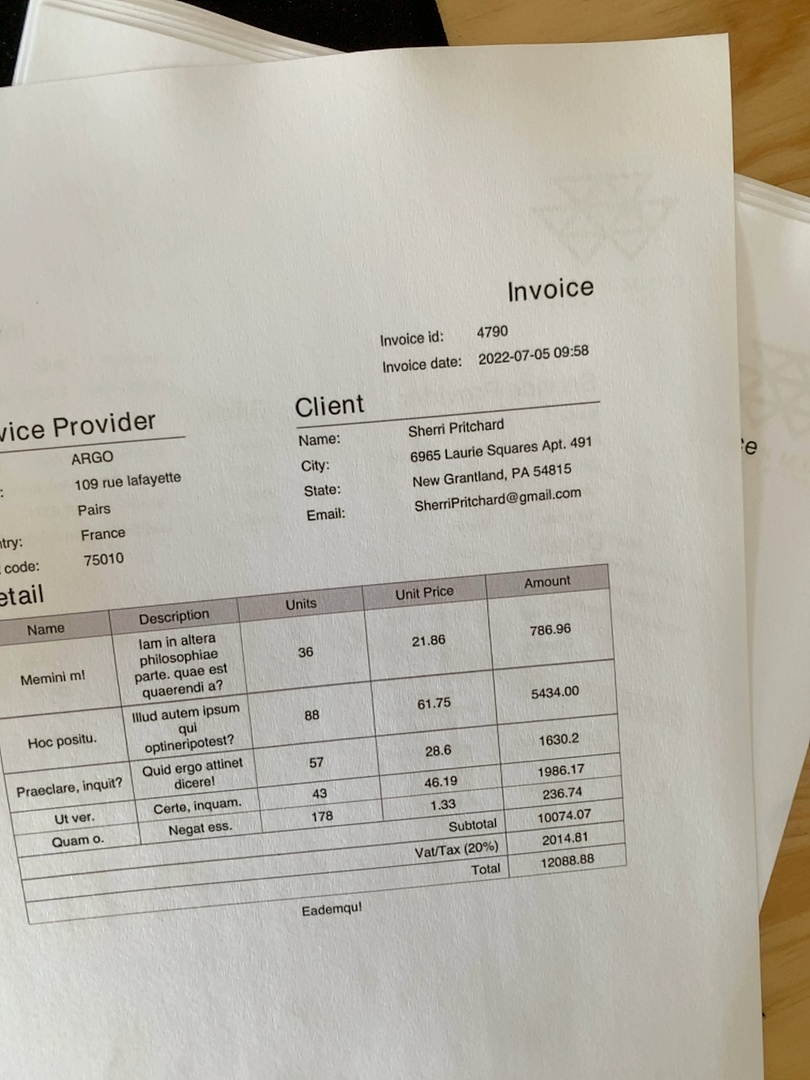 Invoice
Invoice id: 4790
Invoice date: 2022-07-05 09:58
vice Provider
ARGO
: 109 rue lafayette
Pairs
ntry: France
code: 75010
Client
Name: Sherri Pritchard
City: 6965 Laurie Squares Apt. 491
State: New Grantland, PA 54815
Email: SherriPritchard@gmail.com
etail
Name Description Units Unit Price Amount
Memini m! Iam in altera philosophiae parte. quae est quaerendi a? 36 21.86 786.96
Hoc positu. Illud autem ipsum qui optineripotest? 88 61.75 5434.00
Praeclare, inquit? Quid ergo attinet dicere! 57 28.6 1630.2
Ut ver. Certe, inquam. 43 46.19 1986.17
Quam o. Negat ess. 178 1.33 236.74
Subtotal 10074.07
Vat/Tax (20%) 2014.81
Total 12088.88
Eademqu!